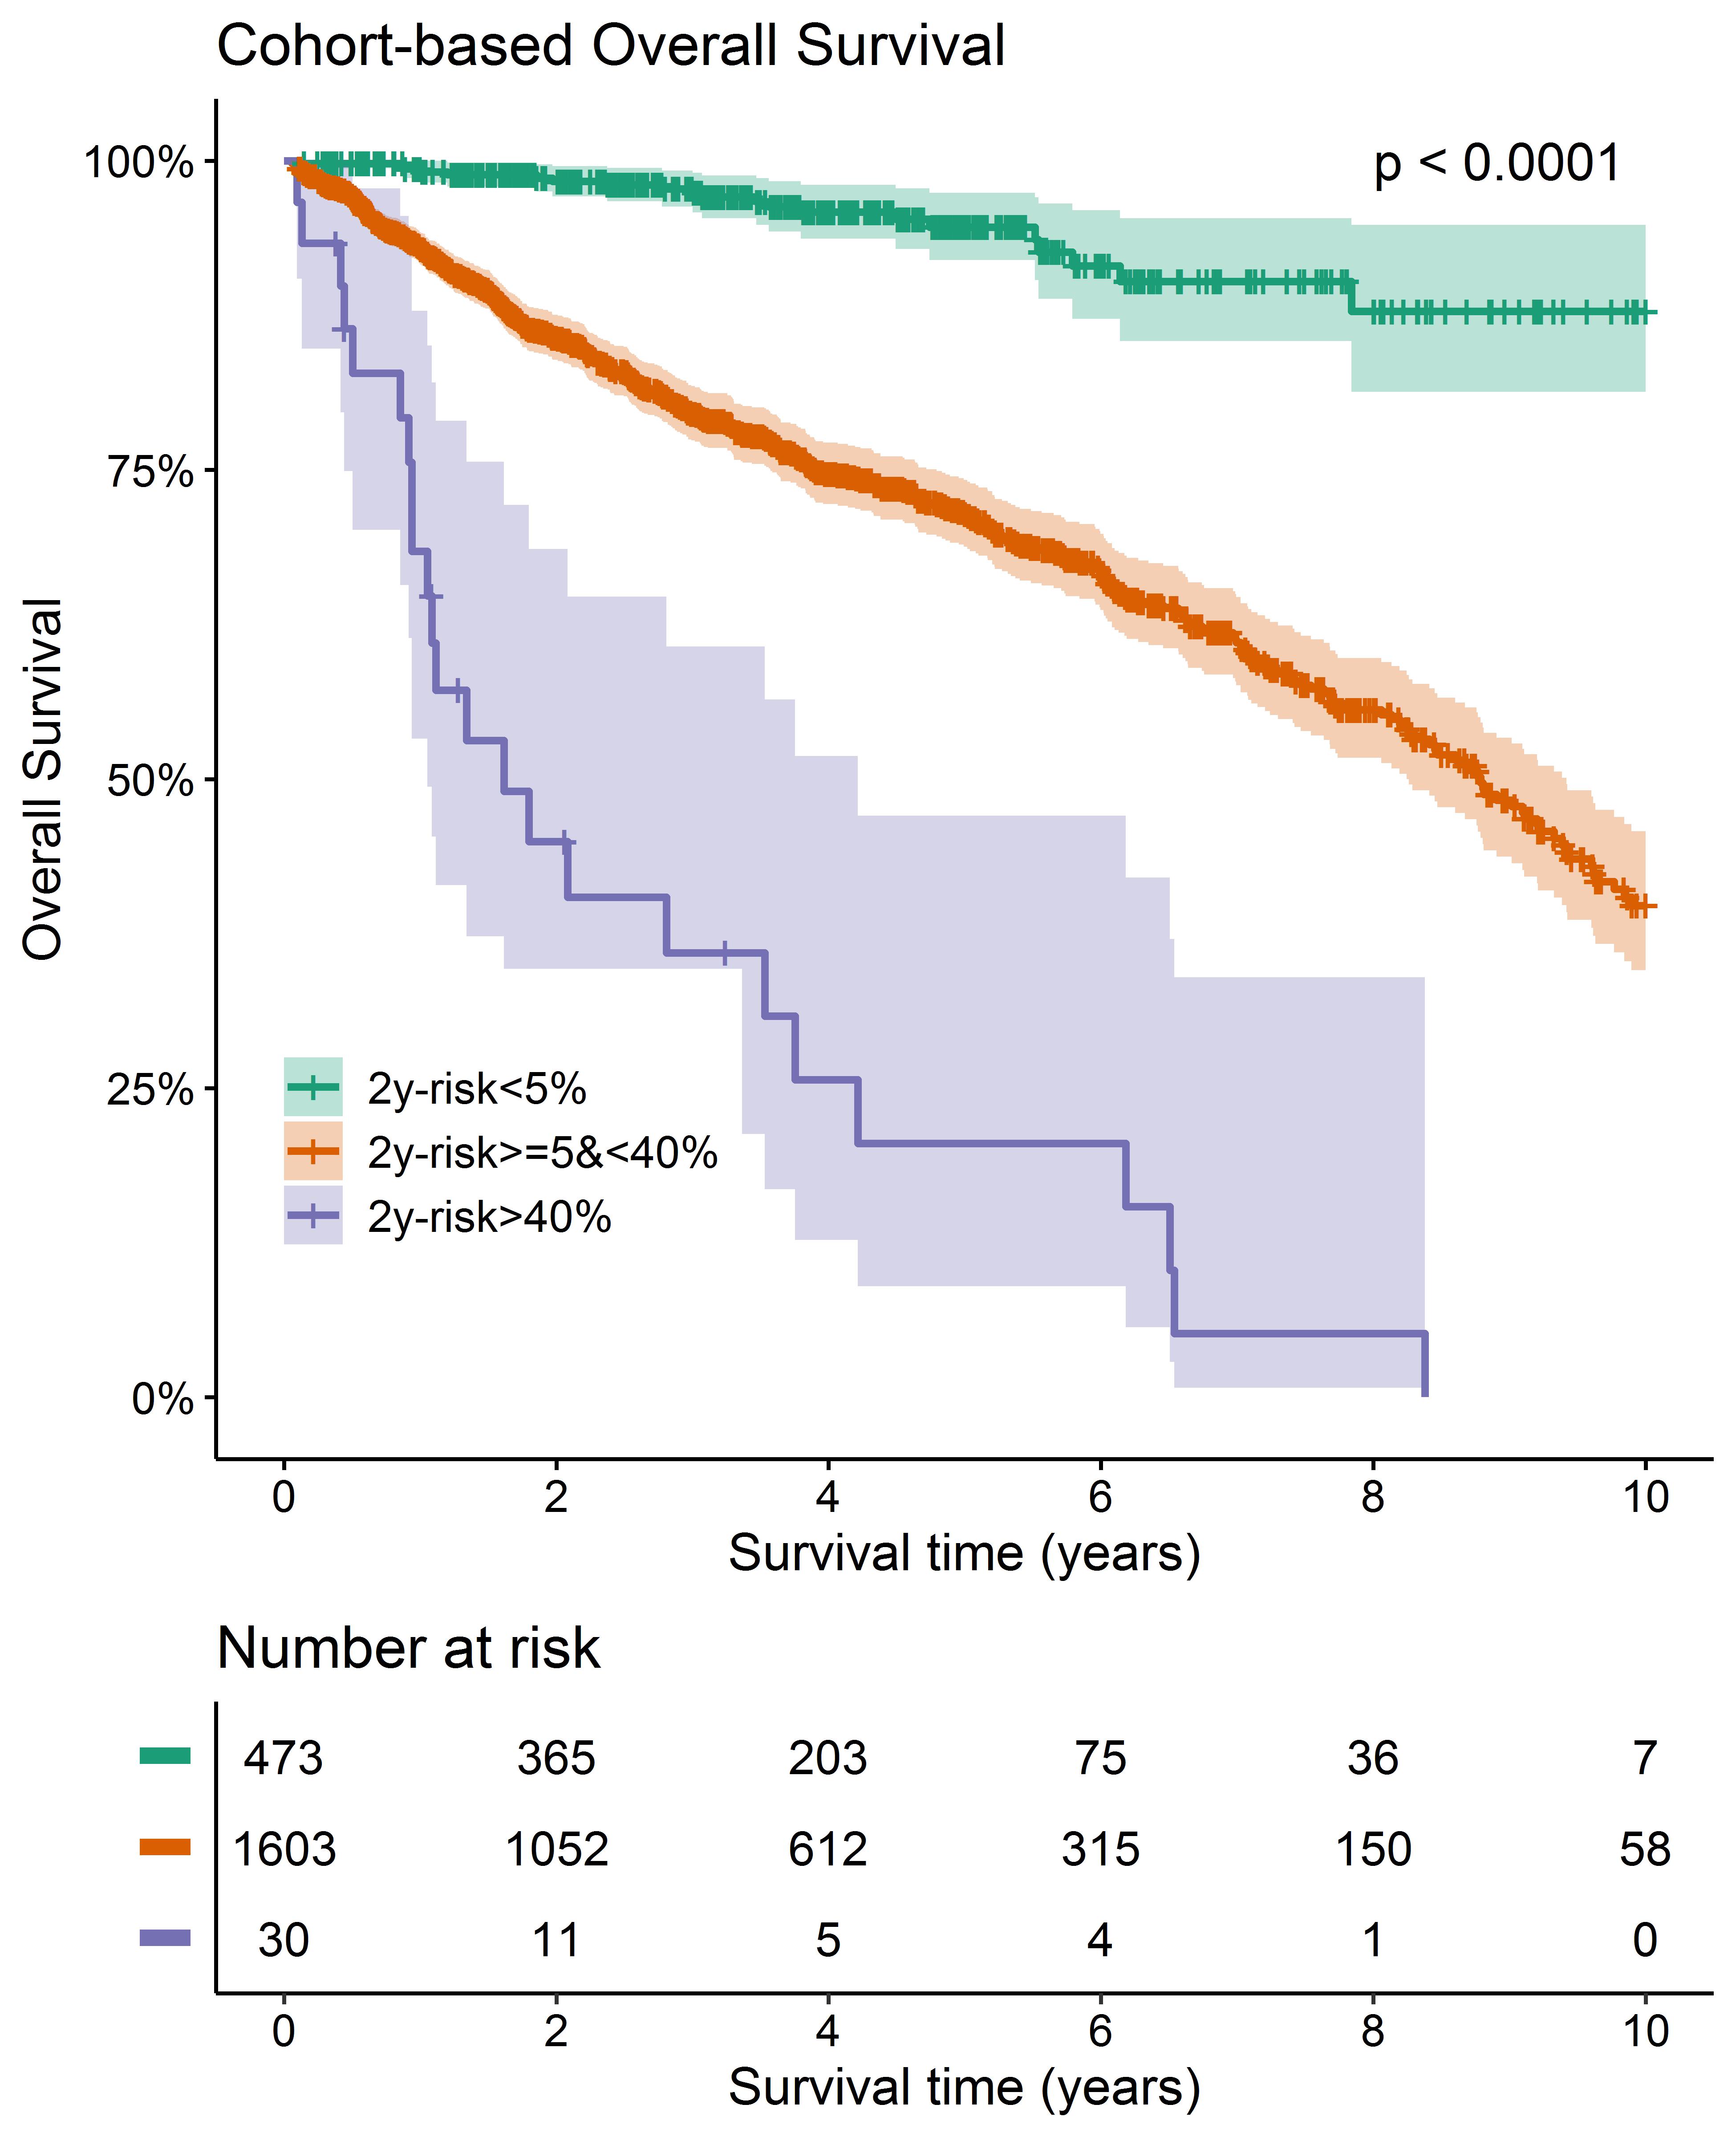 Cohort-based Overall Survival
100%
p < 0.0001
75%
50%
25%
0%
Overall Survival
2y-risk<5%
2y-risk>=5&<40%
2y-risk>40%
0 2 4 6 8 10
Survival time (years)
Number at risk
473 365 203 75 36 7
1603 1052 612 315 150 58
30 11 5 4 1 0
0 2 4 6 8 10
Survival time (years)